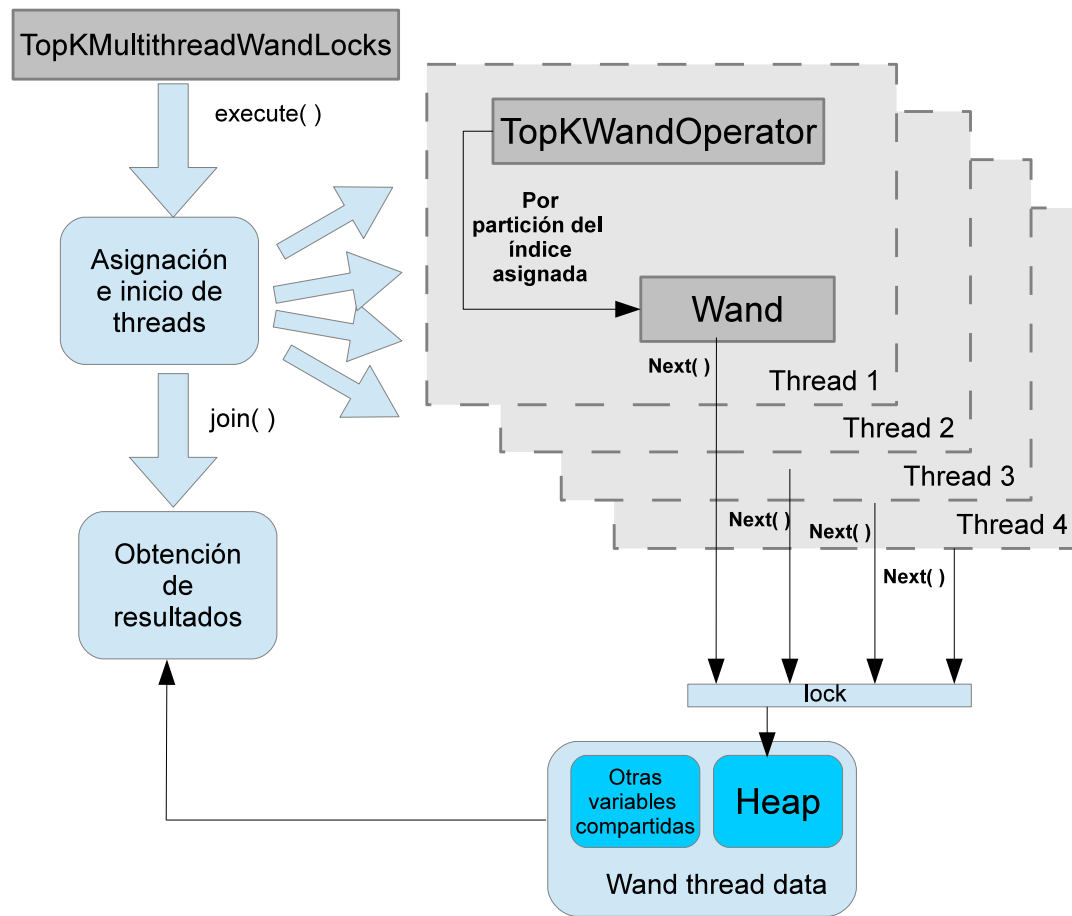 TopKMultithreadWandLocks
execute( )
Asignación
e inicio de
threads
join( )
Obtención
de
resultados
TopKWandOperator
Por
partición del
índice
asignada
Wand
Next( )
Thread 1
Thread 2
Thread 3
Thread 4
Next( )
Next( )
Next( )
lock
Otras
variables
compartidas
Heap
Wand thread data